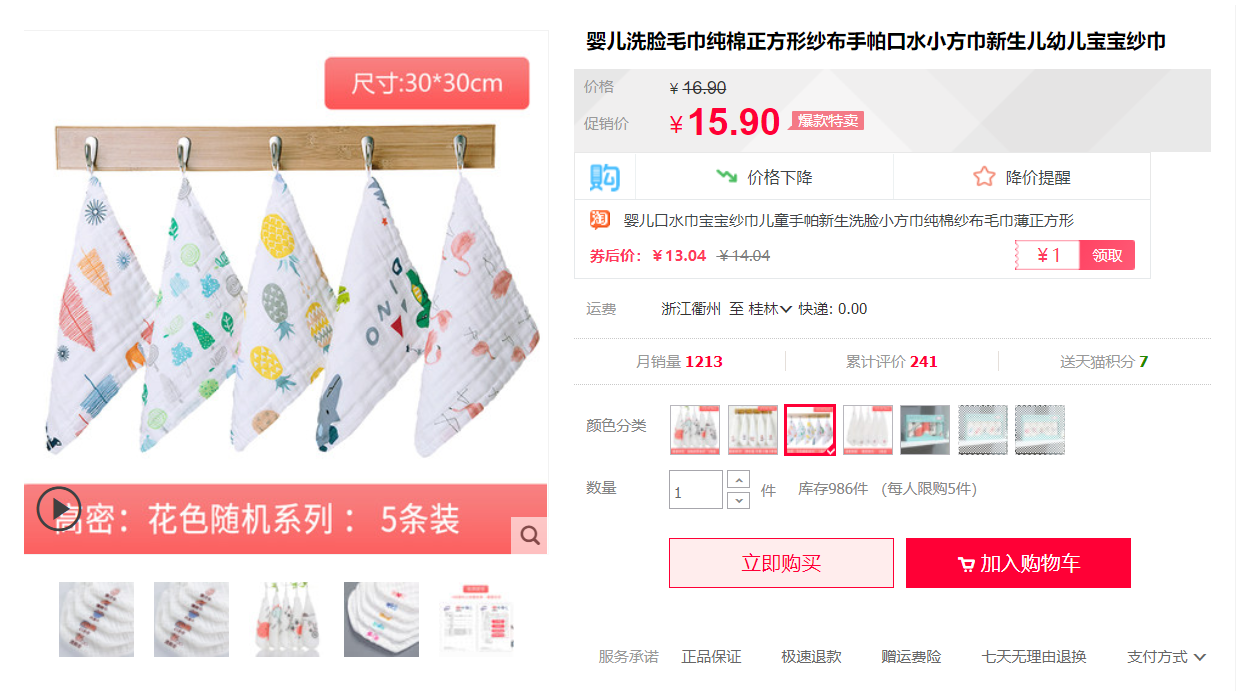 婴儿洗脸毛巾纯棉正方形纱布手帕口水小方巾新生儿幼儿宝宝纱巾
尺寸:30*30cm
价格 ¥ 16.90
促销价 ¥ 15.90 爆款特卖
购 价格下降 降价提醒
淘 婴儿口水巾宝宝纱巾儿童手帕新生洗脸小方巾纯棉纱布毛巾薄正方形
券后价: ¥13.04 ¥14.04 ¥1 领取
运费 浙江衢州 至 桂林 快递: 0.00
月销量 1213 累计评价 241 送天猫积分 7
颜色分类
数量 1 件 库存986件 (每人限购5件)
高密：花色随机系列： 5条装
立即购买 加入购物车
服务承诺 正品保证 极速退款 赠运费险 七天无理由退换 支付方式